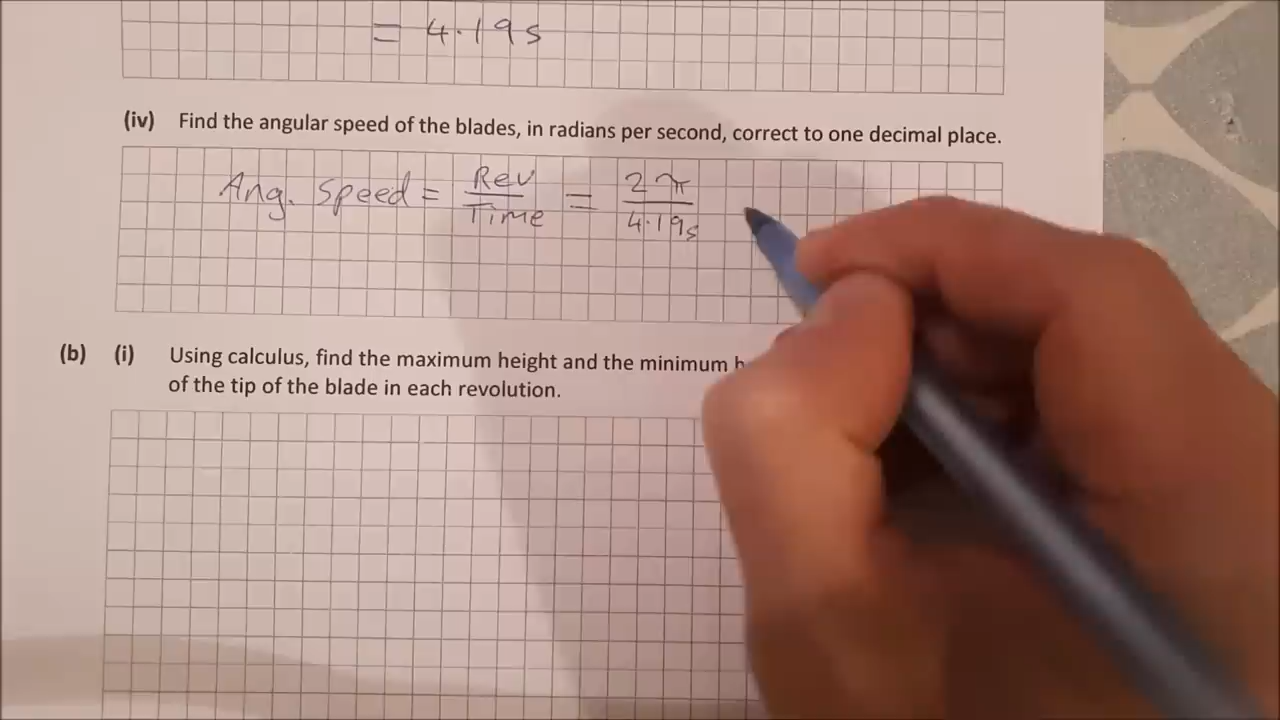 = 4.19s
(iv) Find the angular speed of the blades, in radians per second, correct to one decimal place.
Ang. Speed = Rev / Time = 2π / 4.19s
(b) (i) Using calculus, find the maximum height and the minimum
of the tip of the blade in each revolution.